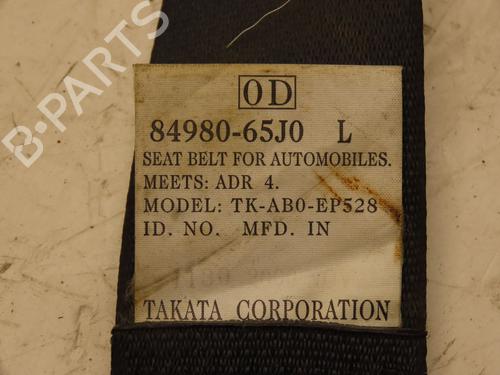 B-PARTS
OD
84980-65J0 L
SEAT BELT FOR AUTOMOBILES.
MEETS: ADR 4.
MODEL: TK-AB0-EP528
ID. NO. MFD. IN
TAKATA CORPORATION